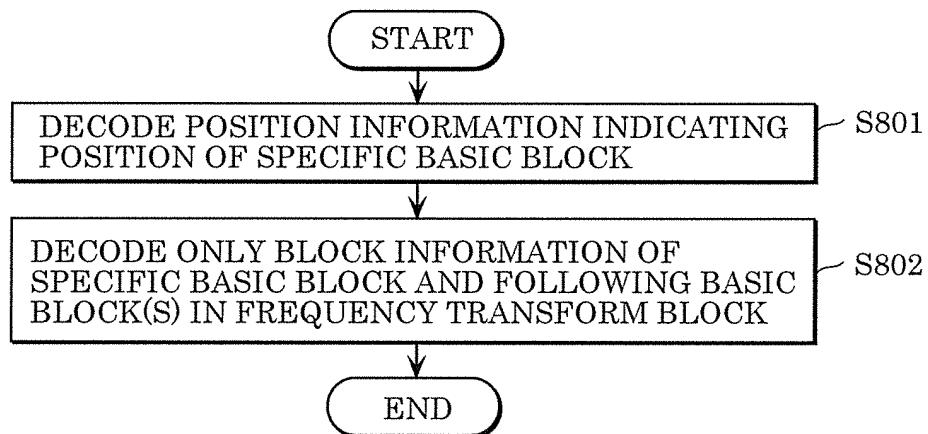 START
DECODE POSITION INFORMATION INDICATING
POSITION OF SPECIFIC BASIC BLOCK
S801
DECODE ONLY BLOCK INFORMATION OF
SPECIFIC BASIC BLOCK AND FOLLOWING BASIC
BLOCK(S) IN FREQUENCY TRANSFORM BLOCK
S802
END